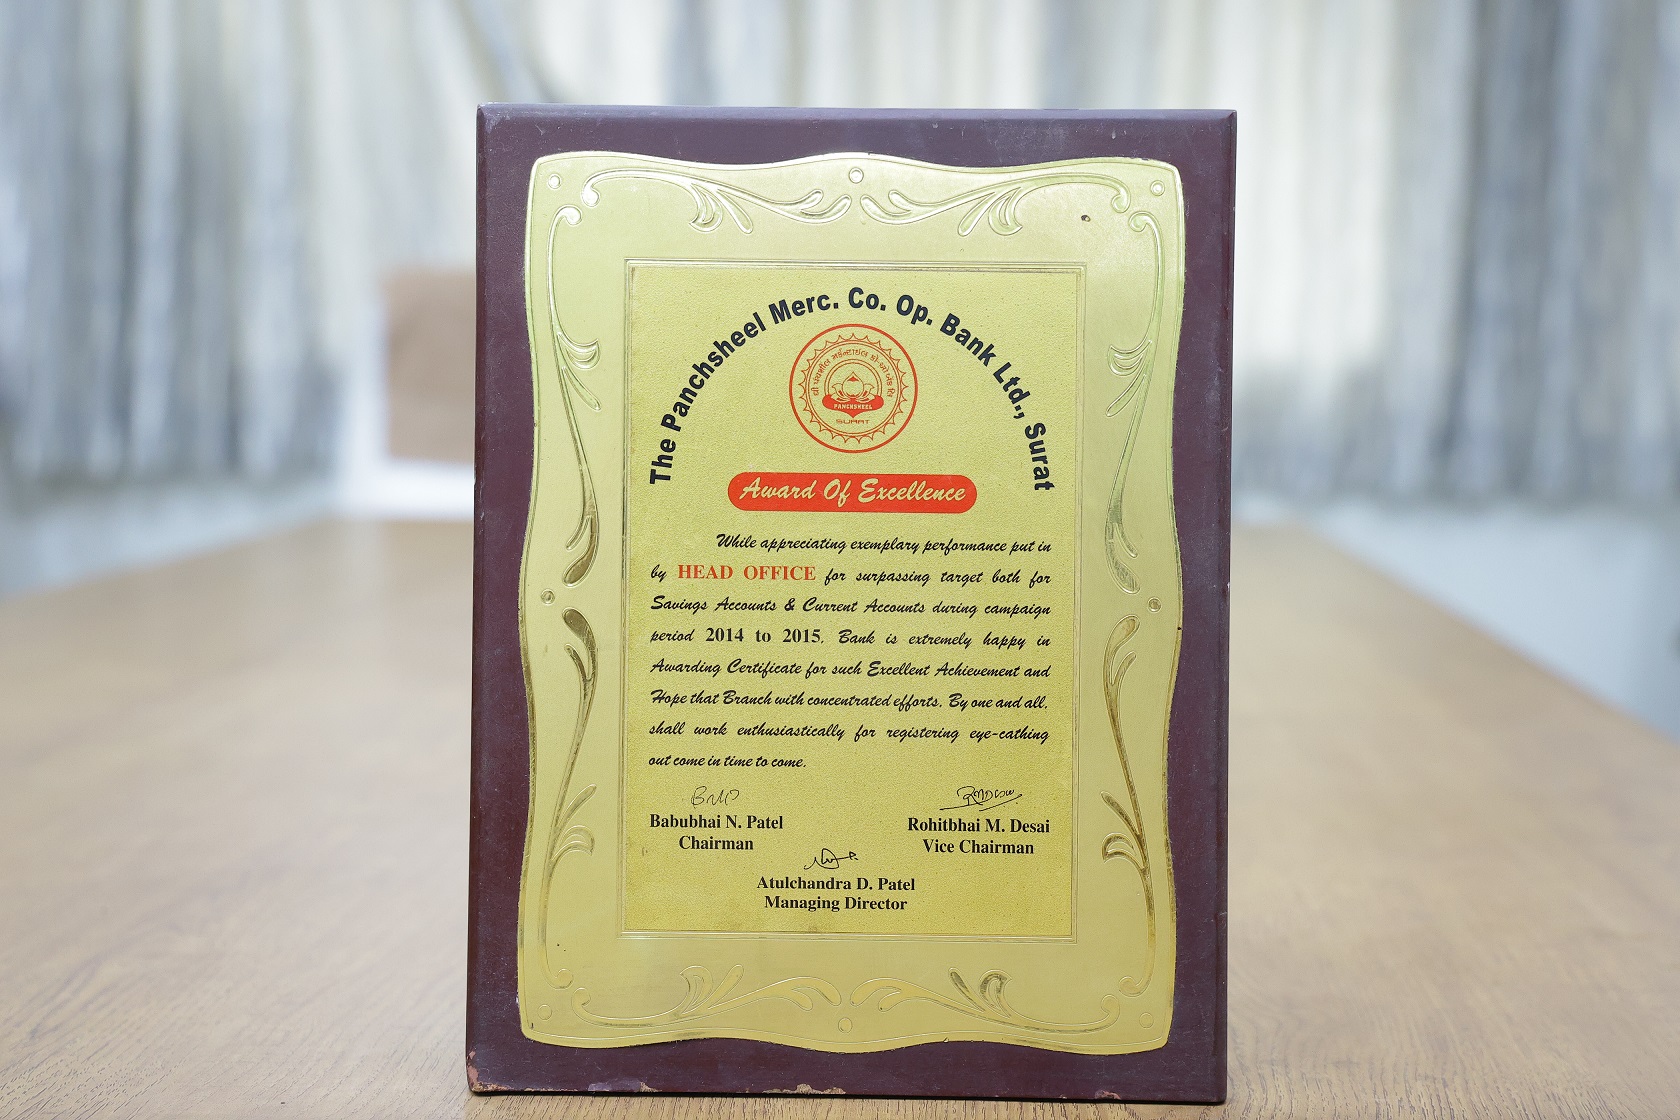 The Panchsheel Merc. Co. Op. Bank Ltd., Surat
PANCHSHEEL
SURAT
Award Of Excellence
While appreciating exemplary performance put in
by HEAD OFFICE for surpassing target both for
Savings Accounts & Current Accounts during campaign
period 2014 to 2015. Bank is extremely happy in
Awarding Certificate for such Excellent Achievement and
Hope that Branch with concentrated efforts. By one and all.
shall work enthusiastically for registering eye-cathing
out come in time to come.
Babubhai N. Patel
Chairman
Rohitbhai M. Desai
Vice Chairman
Atulchandra D. Patel
Managing Director